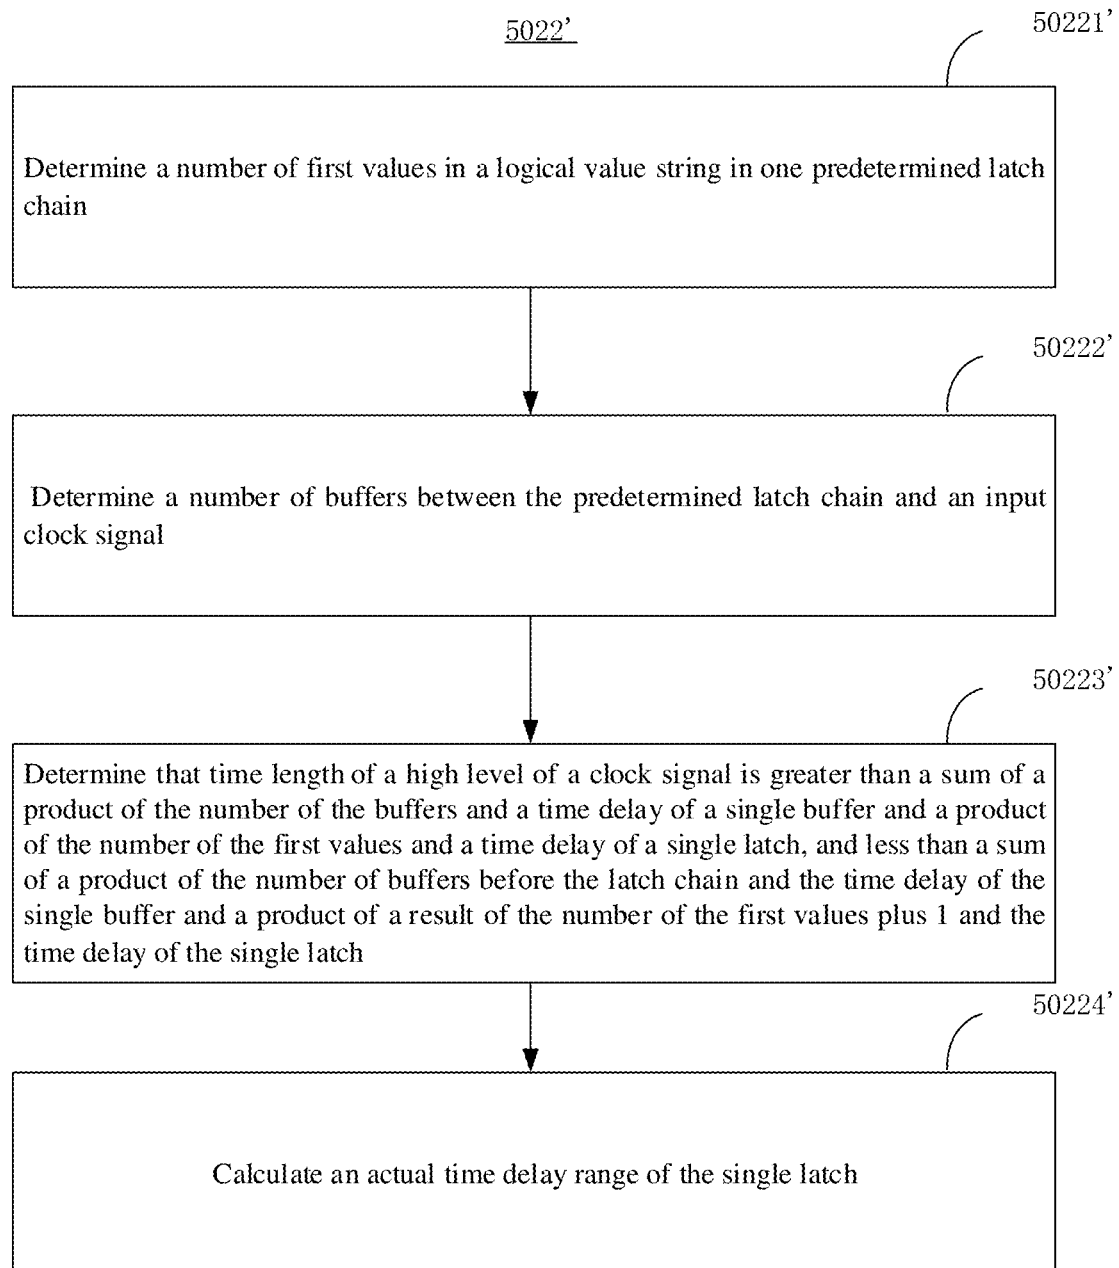 5022’
50221’
Determine a number of first values in a logical value string in one predetermined latch
chain
50222’
Determine a number of buffers between the predetermined latch chain and an input
clock signal
50223’
Determine that time length of a high level of a clock signal is greater than a sum of a
product of the number of the buffers and a time delay of a single buffer and a product
of the number of the first values and a time delay of a single latch, and less than a sum
of a product of the number of buffers before the latch chain and the time delay of the
single buffer and a product of a result of the number of the first values plus 1 and the
time delay of the single latch
50224’
Calculate an actual time delay range of the single latch